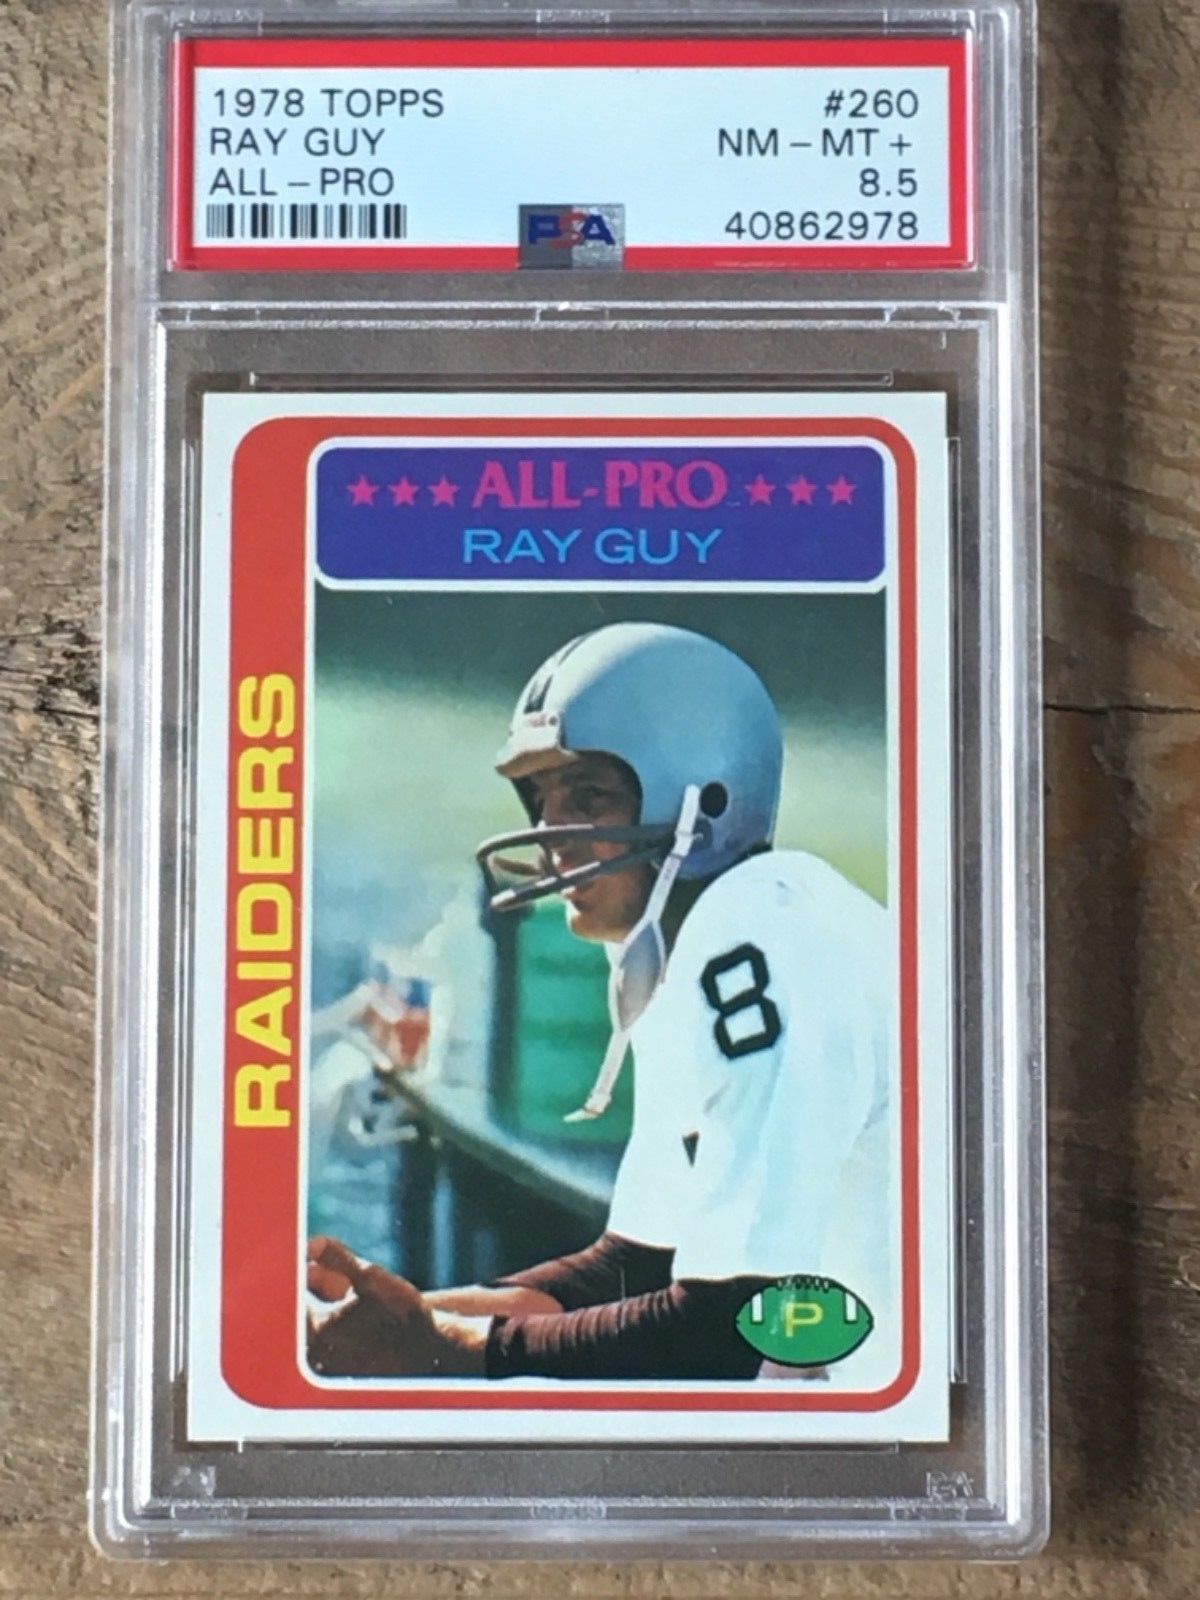 1978 TOPPS #260
RAY GUY NM-MT+
ALL-PRO 8.5
PSA 40862978
★★★ ALL-PRO ★★★
RAY GUY
RAIDERS
8
P